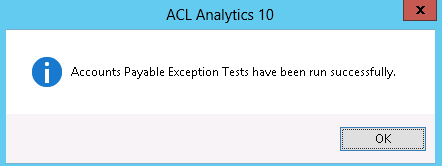 ACL Analytics 10
x
Accounts Payable Exception Tests have been run successfully.
OK